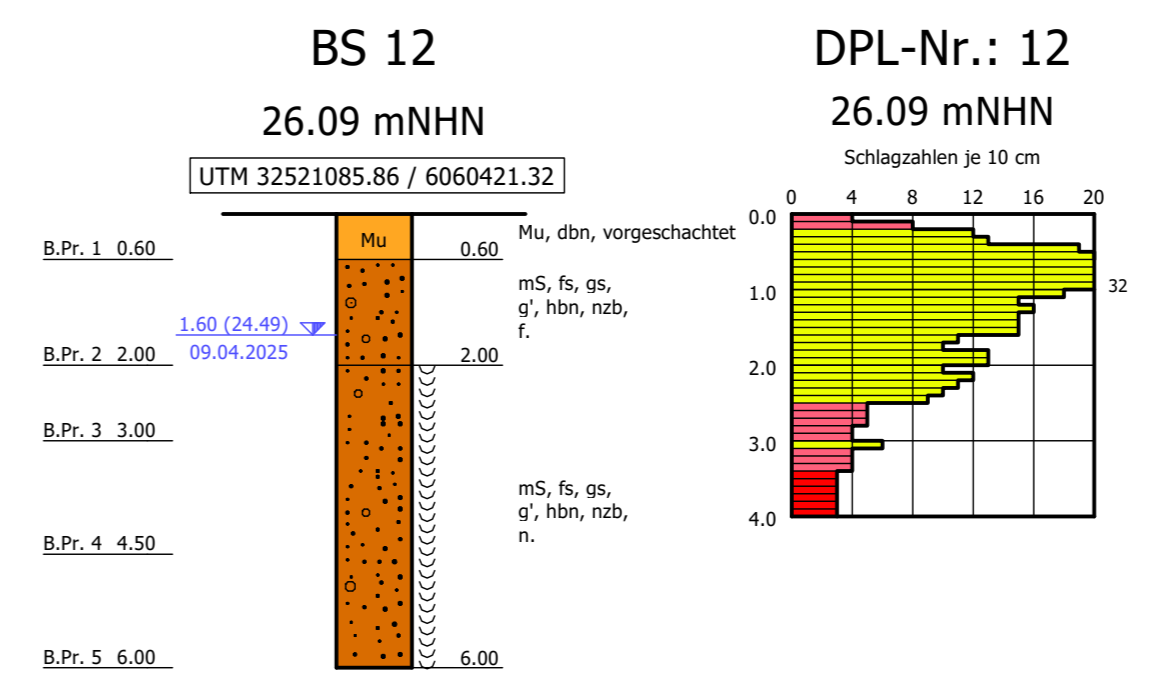 BS 12
26.09 mNHN
UTM 32521085.86 / 6060421.32
Mu
B.Pr. 1 0.60
0.60
Mu, dbn, vorgeschachtet
mS, fs, gs,
g', hbn, nzb,
f.
1.60 (24.49)
09.04.2025
B.Pr. 2 2.00
2.00
B.Pr. 3 3.00
mS, fs, gs,
g', hbn, nzb,
n.
B.Pr. 4 4.50
B.Pr. 5 6.00
6.00
DPL-Nr.: 12
26.09 mNHN
Schlagzahlen je 10 cm
0 4 8 12 16 20
0.0
1.0
32
2.0
3.0
4.0